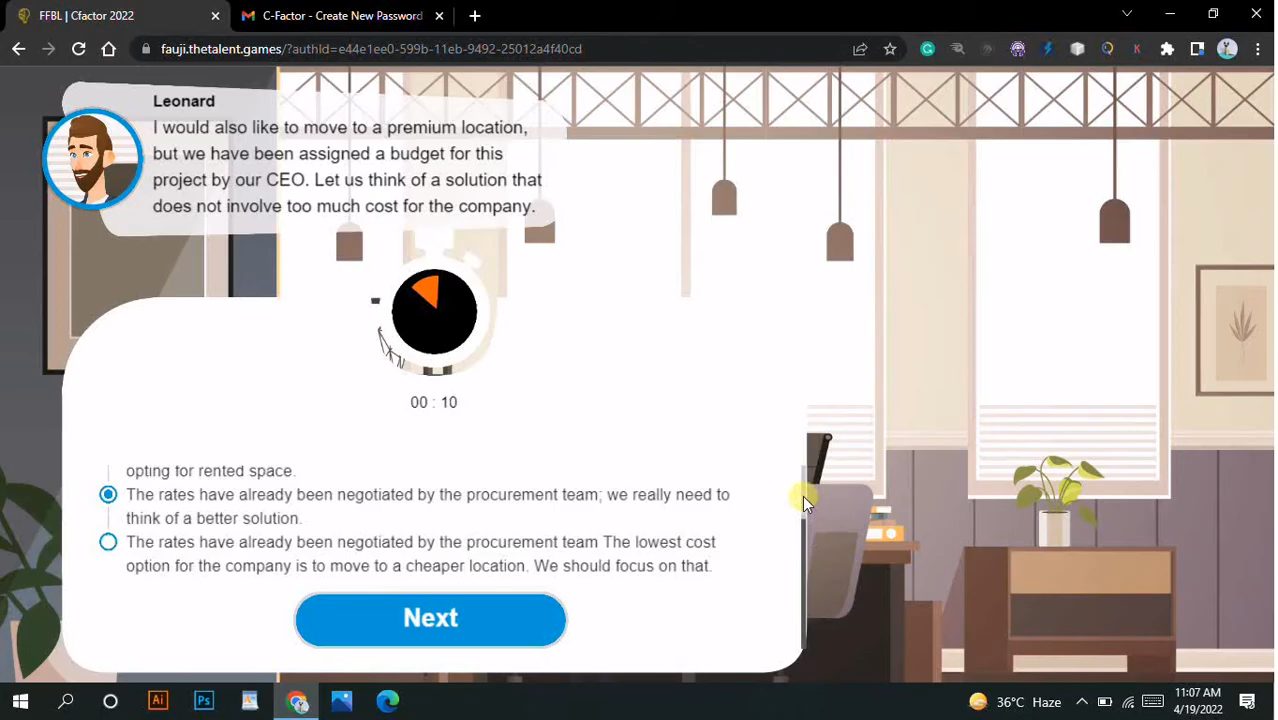 FFBL | Cfactor 2022
C-Factor - Create New Password
fauji.thetalent.games/?authId=e44e1ee0-599b-11eb-9492-25012a4f40cd
Leonard
I would also like to move to a premium location,
but we have been assigned a budget for this
project by our CEO. Let us think of a solution that
does not involve too much cost for the company.
00 : 10
opting for rented space.
The rates have already been negotiated by the procurement team; we really need to
think of a better solution.
The rates have already been negotiated by the procurement team The lowest cost
option for the company is to move to a cheaper location. We should focus on that.
Next
Ai
Ps
36°C Haze
11:07 AM
4/19/2022